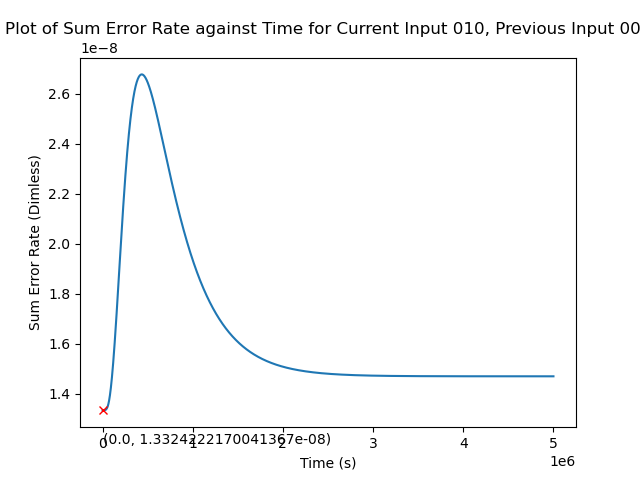 Plot of Sum Error Rate against Time for Current Input 010, Previous Input 00
1e−8
2.6
2.4
2.2
2.0
1.8
1.6
1.4
Sum Error Rate (Dimless)
(0.0, 1.3324222170041367e-08)
0 1 2 3 4 5
Time (s)
1e6